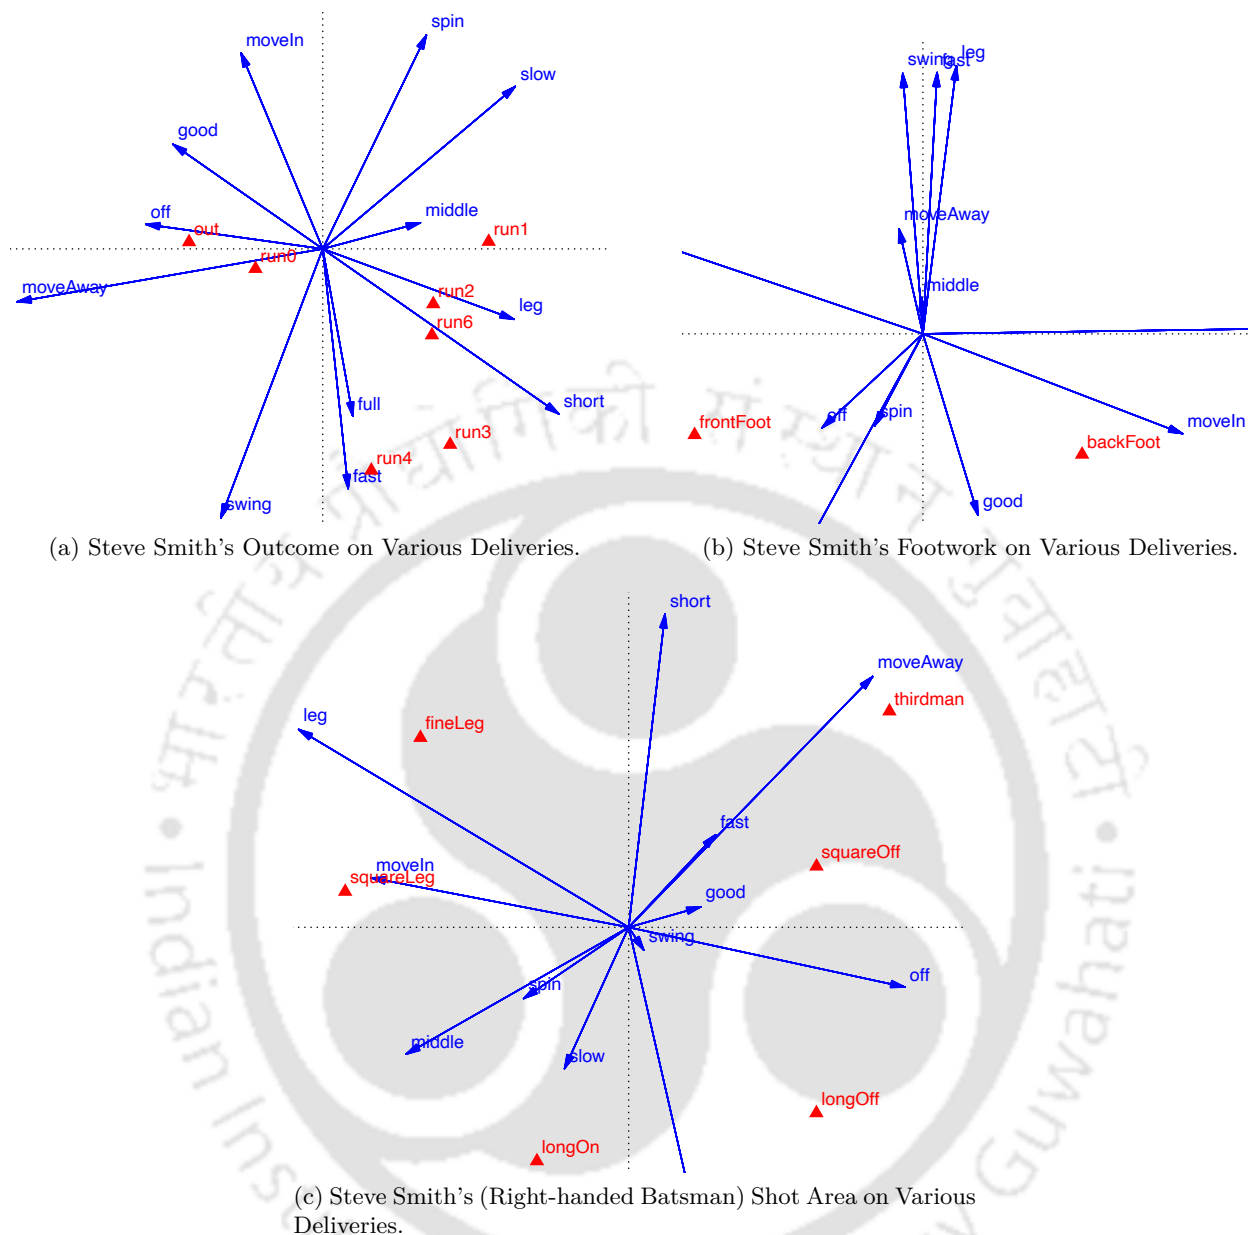 spin
moveIn
slow
good
off
middle
out
run1
run0
moveAway
run2
leg
run6
full
short
run3
run4
fast
swing
(a) Steve Smith's Outcome on Various Deliveries.
swing
fast
leg
moveAway
middle
off
spin
frontFoot
moveIn
backFoot
good
(b) Steve Smith's Footwork on Various Deliveries.
short
moveAway
thirdman
leg
fineLeg
fast
squareOff
moveIn
squareLeg
good
swing
off
spin
middle
slow
longOff
longOn
(c) Steve Smith's (Right-handed Batsman) Shot Area on Various
Deliveries.
Indian Ins
Guwahati